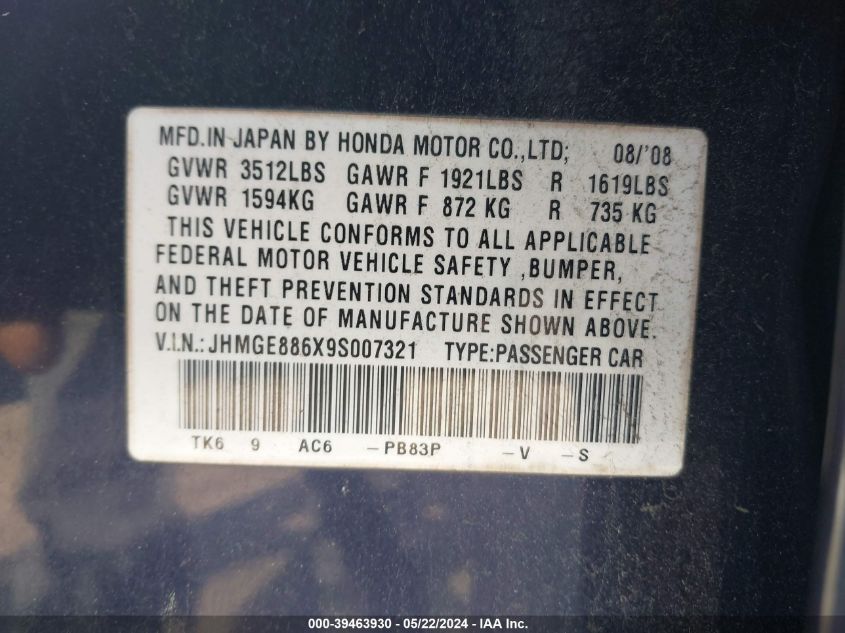 MFD.IN JAPAN BY HONDA MOTOR CO.,LTD; 08/'08
GVWR 3512LBS GAWR F 1921LBS R 1619LBS
GVWR 1594KG GAWR F 872 KG R 735 KG
THIS VEHICLE CONFORMS TO ALL APPLICABLE
FEDERAL MOTOR VEHICLE SAFETY ,BUMPER,
AND THEFT PREVENTION STANDARDS IN EFFECT
ON THE DATE OF MANUFACTURE SHOWN ABOVE.
V.I.N.: JHMGE886X9S007321 TYPE:PASSENGER CAR
TK6 9 AC6 -PB83P -V -S
000-39463930 - 05/22/2024 - IAA Inc.